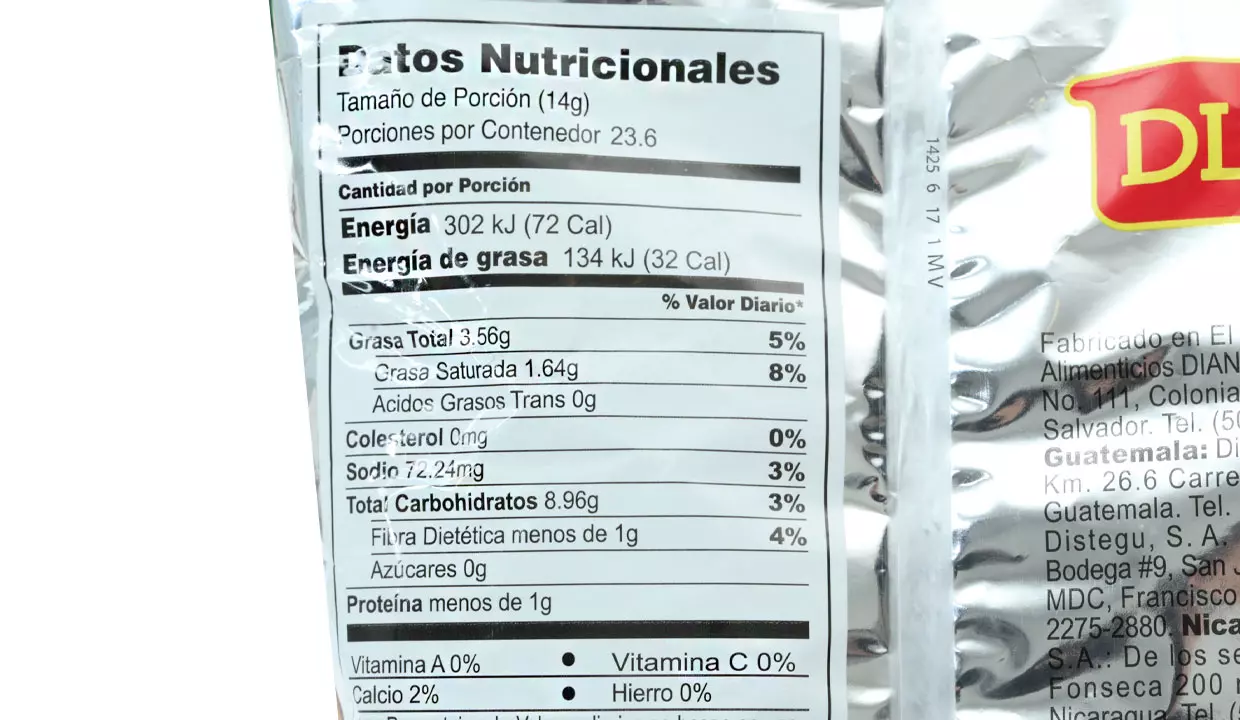 Datos Nutricionales
Tamaño de Porción (14g)
Porciones por Contenedor 23.6
Cantidad por Porción
Energía 302 kJ (72 Cal)
Energía de grasa 134 kJ (32 Cal)
% Valor Diario*
Grasa Total 3.56g 5%
Grasa Saturada 1.64g 8%
Acidos Grasos Trans 0g
Colesterol 0mg 0%
Sodio 72.24mg 3%
Total Carbohidratos 8.96g 3%
Fibra Dietética menos de 1g 4%
Azúcares 0g
Proteína menos de 1g
Vitamina A 0% • Vitamina C 0%
Calcio 2% • Hierro 0%
1425 6 17 1 M V
DI
Fabricado en El
Alimenticios DIAN
No. 111, Colonia
Salvador. Tel. (50
Guatemala: Di
Km. 26.6 Carre
Guatemala. Tel.
Distegu, S. A.
Bodega #9, San J
MDC, Francisco
2275-2880. Nica
S.A.: De los se
Fonseca 200
Nicaragua. Tel. (